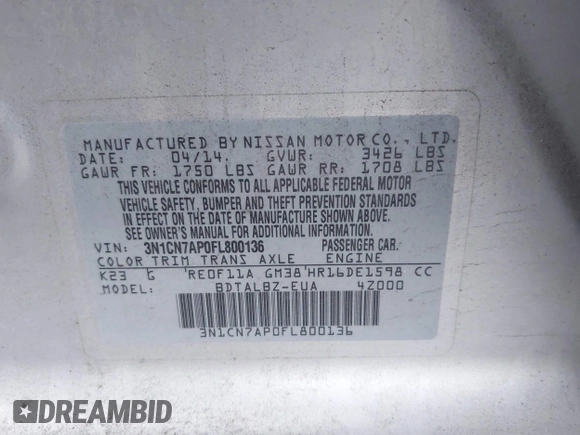 MANUFACTURED BY NISSAN MOTOR CO., LTD.
DATE: 04/14. GVWR: 3426 LBS
GAWR FR: 1750 LBS GAWR RR: 1708 LBS
THIS VEHICLE CONFORMS TO ALL APPLICABLE FEDERAL MOTOR
VEHICLE SAFETY, BUMPER AND THEFT PREVENTION STANDARDS
IN EFFECT ON THE DATE OF MANUFACTURE SHOWN ABOVE.
SEE OWNER'S MANUAL FOR ADDITIONAL INFORMATION.
VIN: 3N1CN7AP0FL800136 PASSENGER CAR.
COLOR TRIM TRANS AXLE ENGINE
K23 G 'RE0F11A GM38'HR16DE1598 CC
MODEL: BDTALBZ-EUA 4Z000
3N1CN7AP0FL800136
DREAMBID